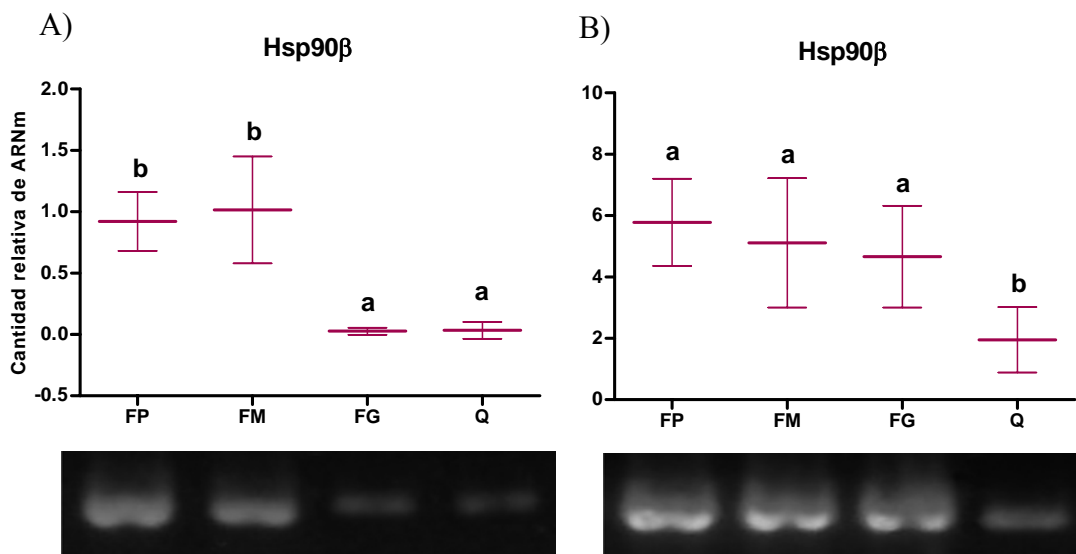 A)
Hsp90β
Cantidad relativa de ARNm
2.0
1.5
1.0
0.5
0.0
-0.5
b
b
a
a
FP FM FG Q
B)
Hsp90β
10
8
6
4
2
0
a
a
a
b
FP FM FG Q